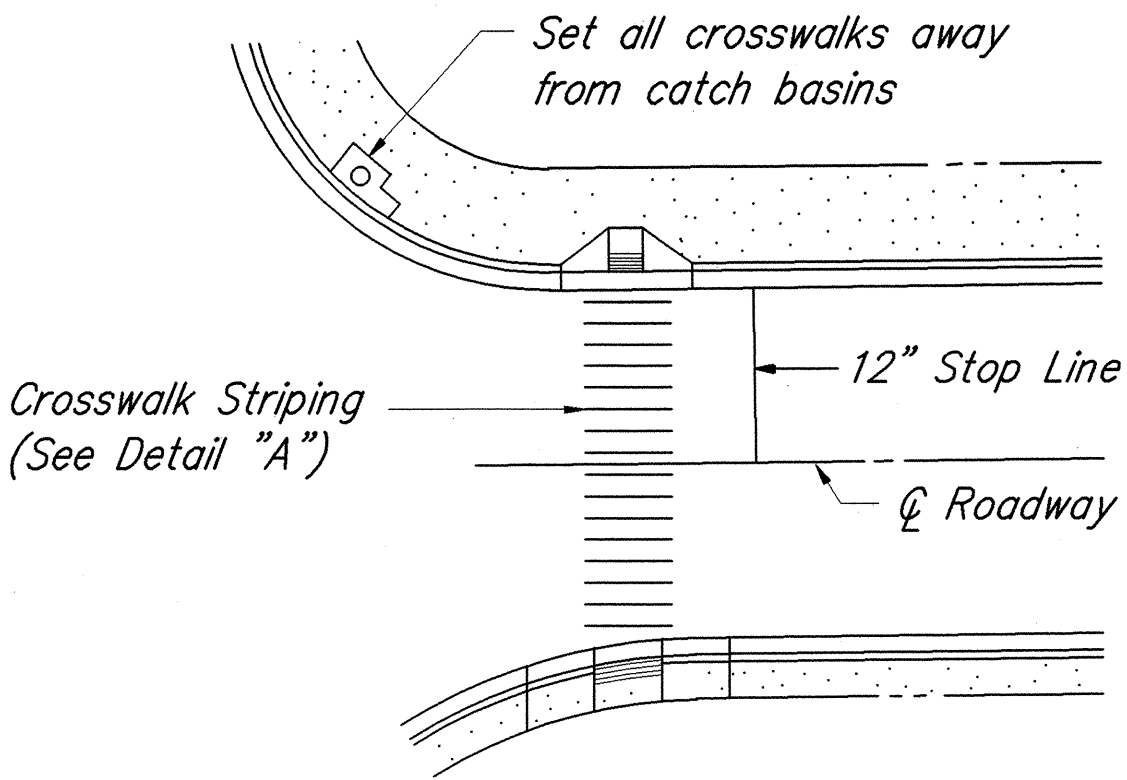 Set all crosswalks away
from catch basins
12” Stop Line
Crosswalk Striping
(See Detail ”A”)
℄ Roadway